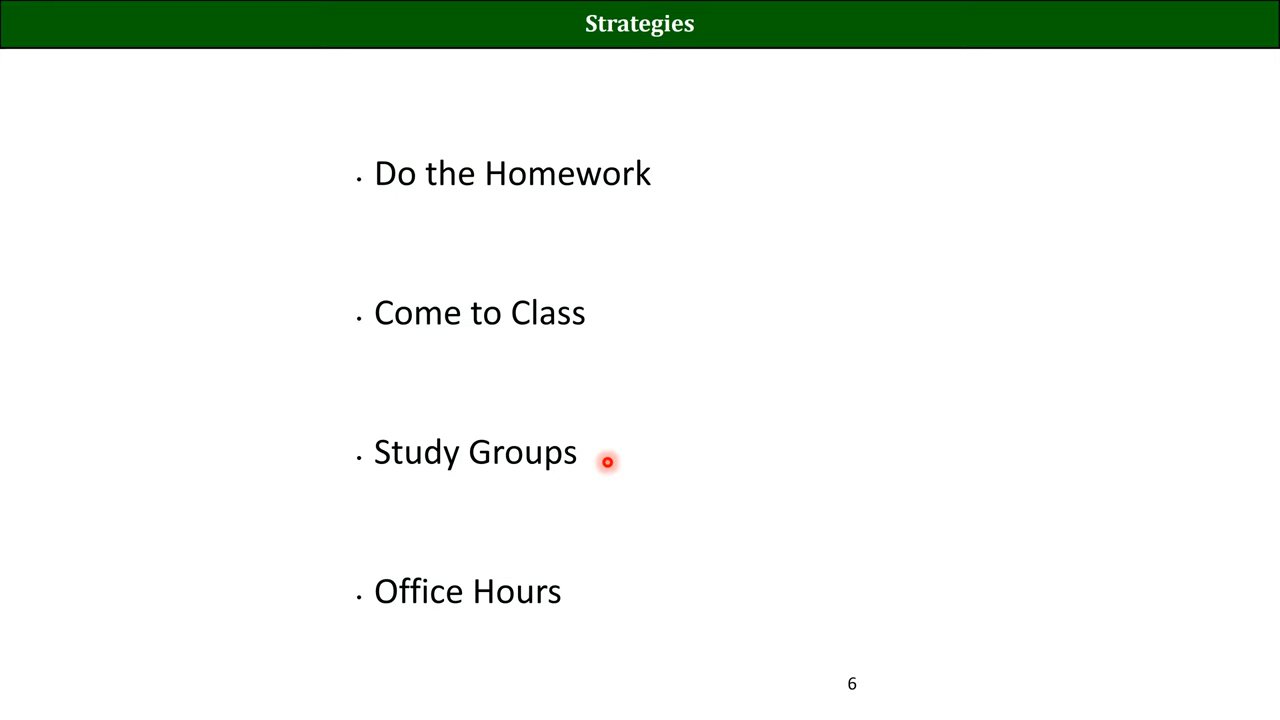 Strategies
· Do the Homework
· Come to Class
· Study Groups
· Office Hours
6